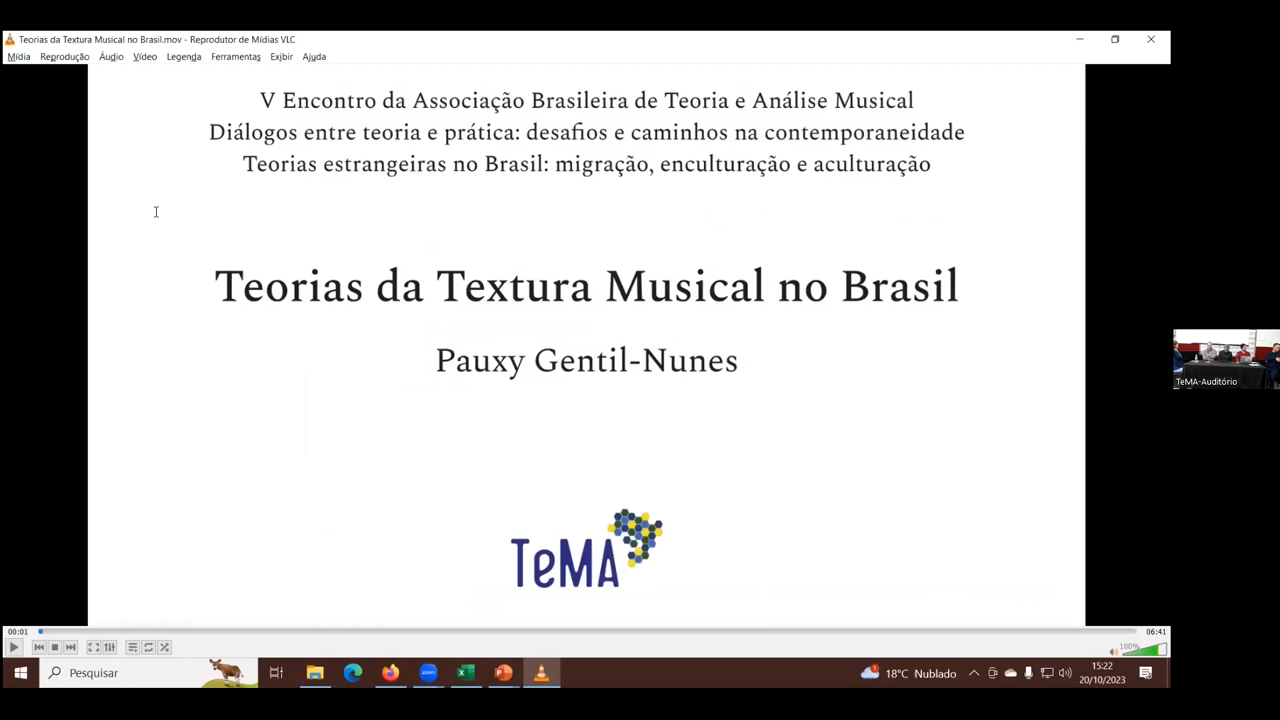 Teorias da Textura Musical no Brasil.mov - Reprodutor de Mídias VLC
Mídia Reprodução Áudio Vídeo Legenda Ferramentas Exibir Ajuda
V Encontro da Associação Brasileira de Teoria e Análise Musical
Diálogos entre teoria e prática: desafios e caminhos na contemporaneidade
Teorias estrangeiras no Brasil: migração, enculturação e aculturação
Teorias da Textura Musical no Brasil
Pauxy Gentil-Nunes
TeMA
TeMA-Auditório
00:01 06:41
100%
Pesquisar
zoom
1
18°C Nublado
15:22
20/10/2023